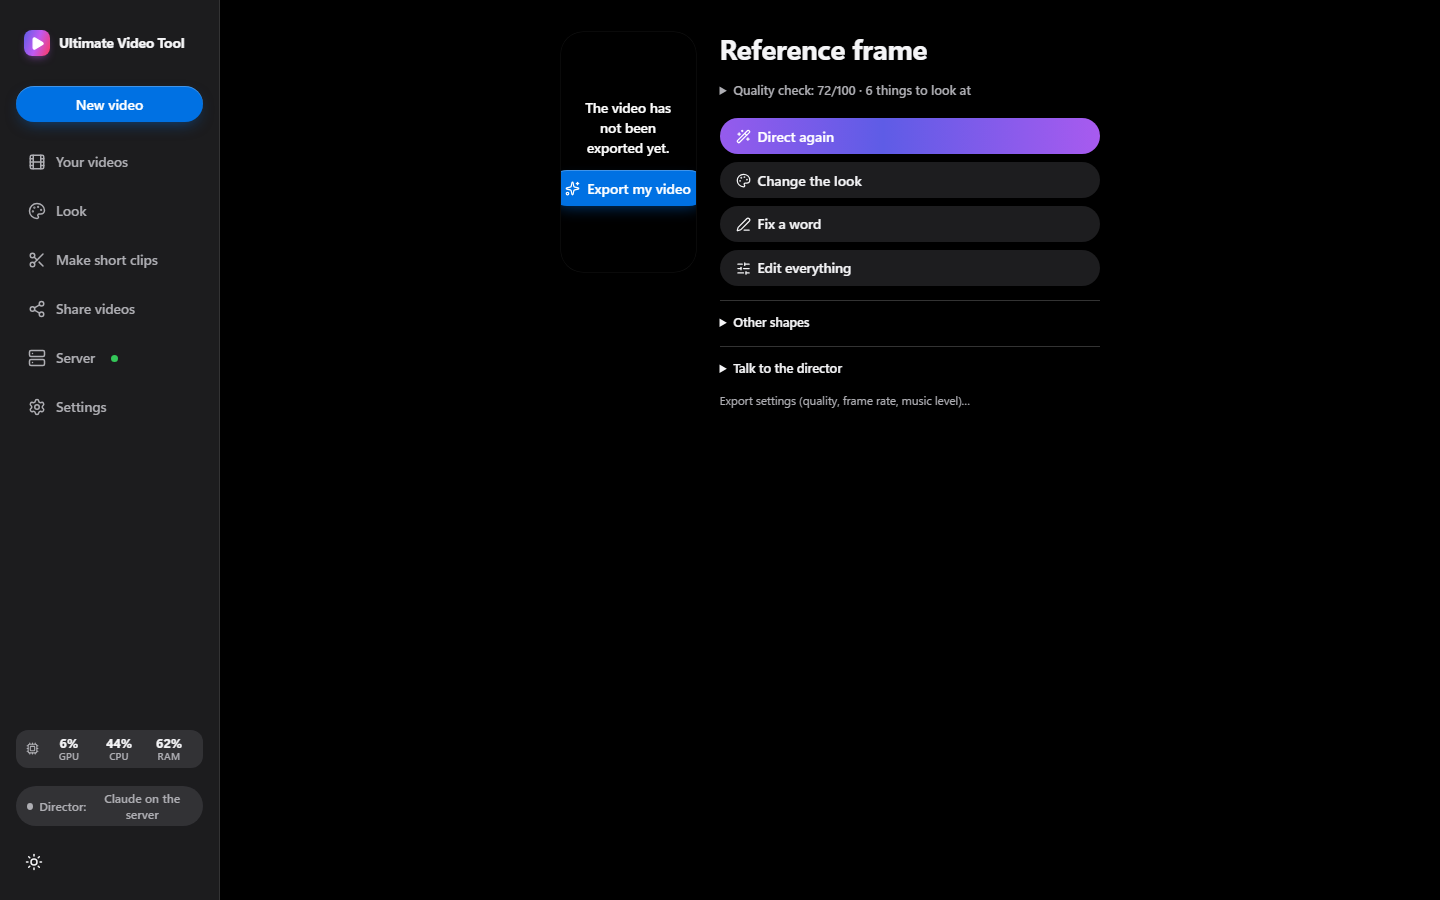 Ultimate Video Tool
New video
Your videos
Look
Make short clips
Share videos
Server
Settings
6%
GPU
44%
CPU
62%
RAM
Director:
Claude on the
server
The video has
not been
exported yet.
Export my video
Reference frame
Quality check: 72/100 · 6 things to look at
Direct again
Change the look
Fix a word
Edit everything
Other shapes
Talk to the director
Export settings (quality, frame rate, music level)...